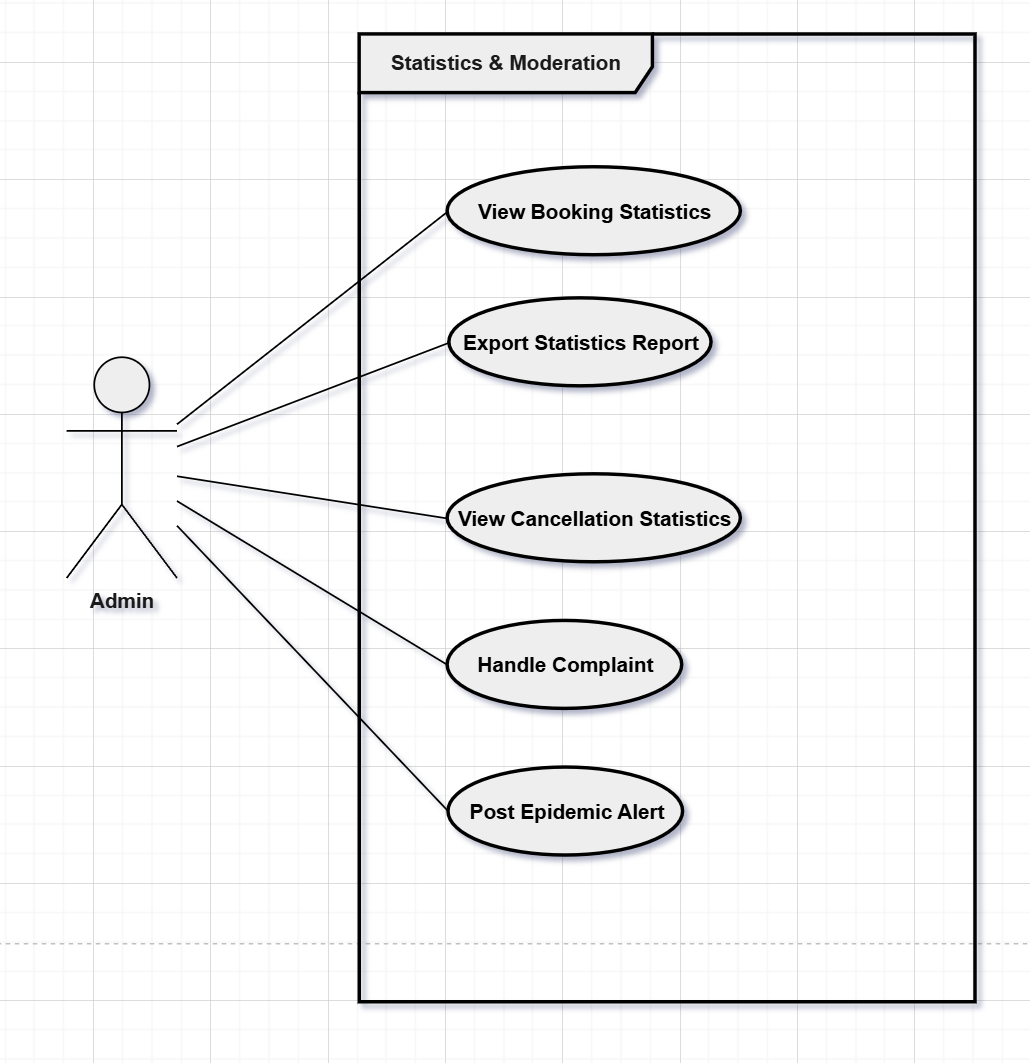 Statistics & Moderation
View Booking Statistics
Export Statistics Report
View Cancellation Statistics
Admin
Handle Complaint
Post Epidemic Alert